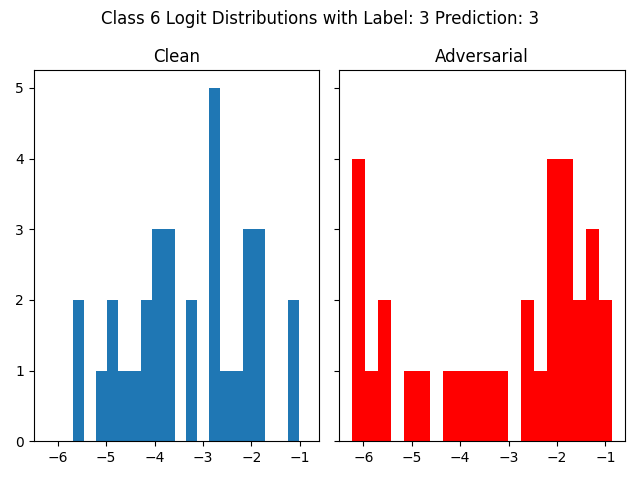 Class 6 Logit Distributions with Label: 3 Prediction: 3
Clean
Adversarial
5
4
3
2
1
0
−6 −5 −4 −3 −2 −1
−6 −5 −4 −3 −2 −1